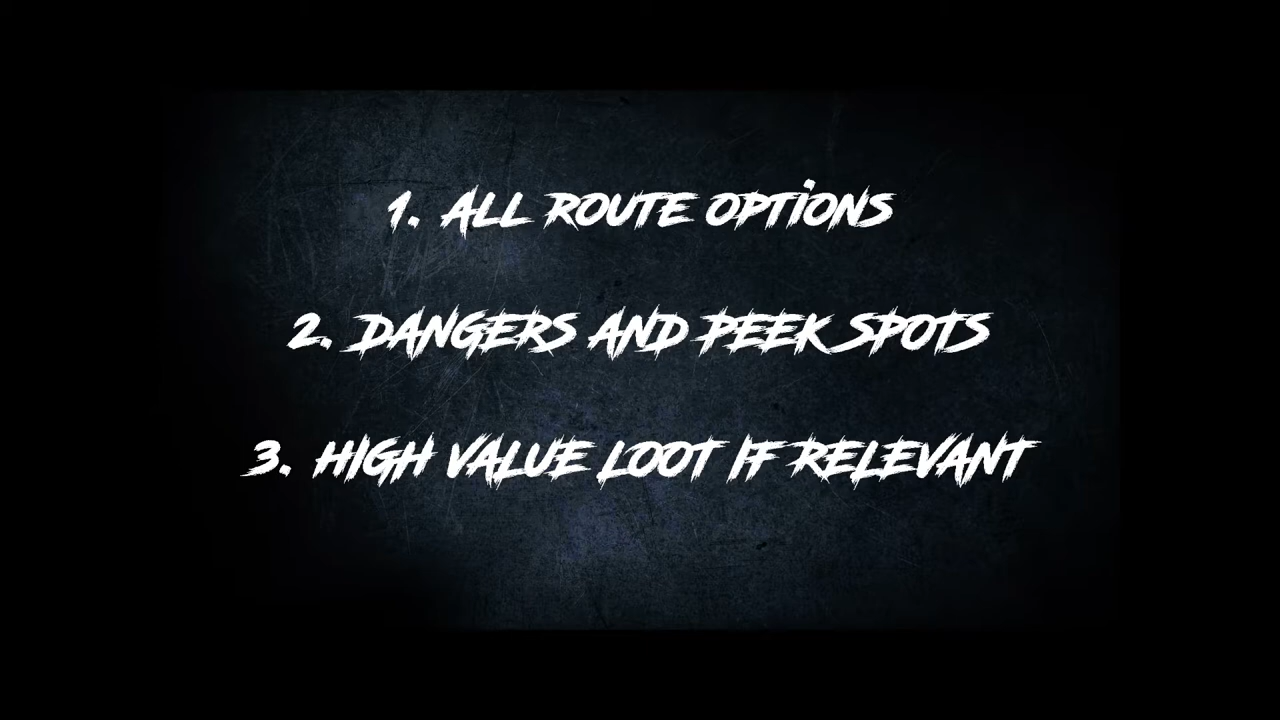 1. ALL ROUTE OPTIONS
2. DANGERS AND PEEK SPOTS
3. HIGH VALUE LOOT IF RELEVANT